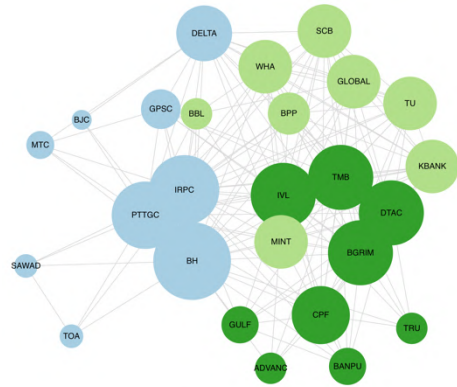 DELTA
SCB
WHA
GLOBAL
TU
GPSC
BBL
BPP
BJC
MTC
KBANK
IRPC
IVL
TMB
PTTGC
DTAC
MINT
BH
BGRIM
SAWAD
TOA
GULF
CPF
TRU
ADVANC
BANPU